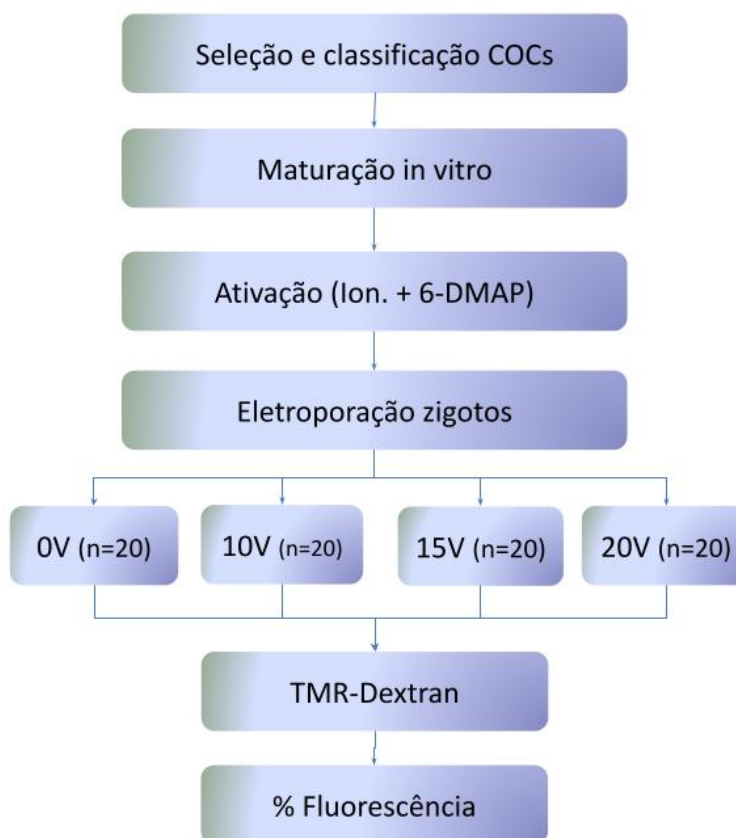 Seleção e classificação COCs
Maturação in vitro
Ativação (Ion. + 6-DMAP)
Eletroporação zigotos
0V (n=20)
10V (n=20)
15V (n=20)
20V (n=20)
TMR-Dextran
% Fluorescência